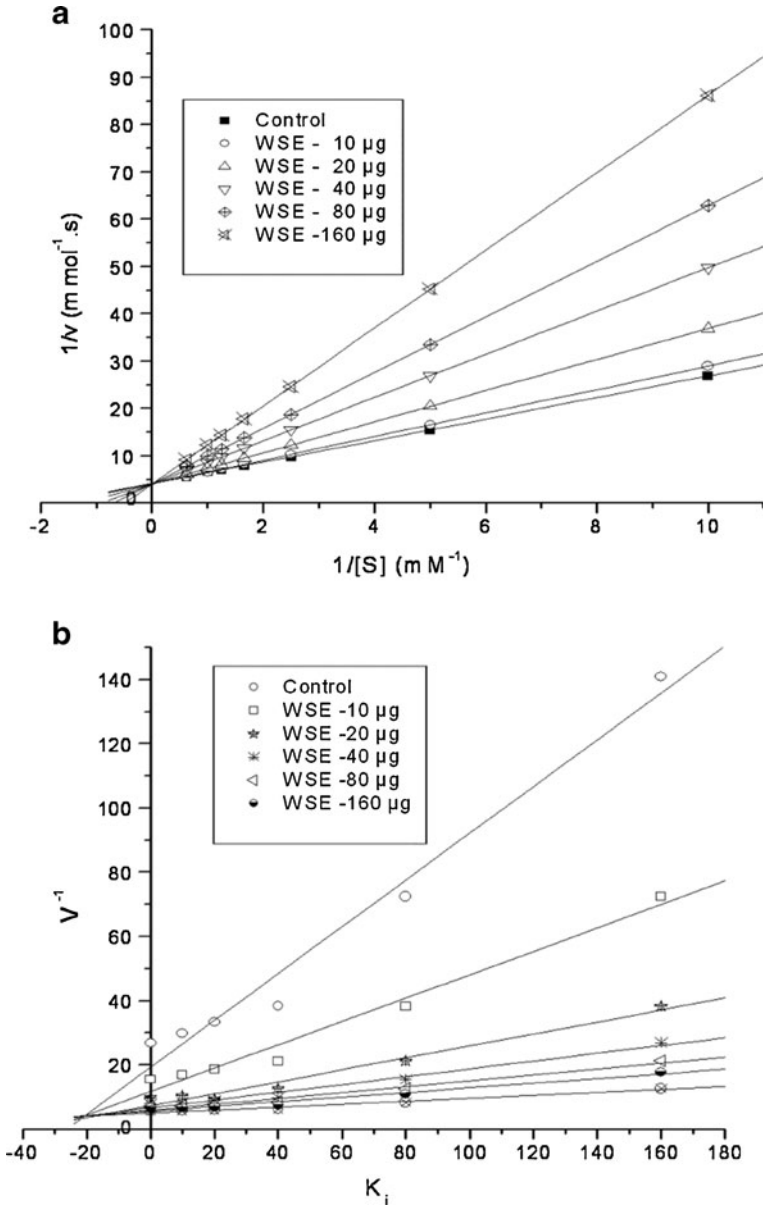 a
100
90
80
70
60
50
40
30
20
10
0
1/v (m mol⁻¹.s)
Control
WSE - 10 µg
WSE - 20 µg
WSE - 40 µg
WSE - 80 µg
WSE -160 µg
-2 0 2 4 6 8 10
1/[S] (m M⁻¹)
b
140
120
100
80
60
40
20
0
V⁻¹
Control
WSE -10 µg
WSE -20 µg
WSE -40 µg
WSE -80 µg
WSE -160 µg
-40 -20 0 20 40 60 80 100 120 140 160 180
K i